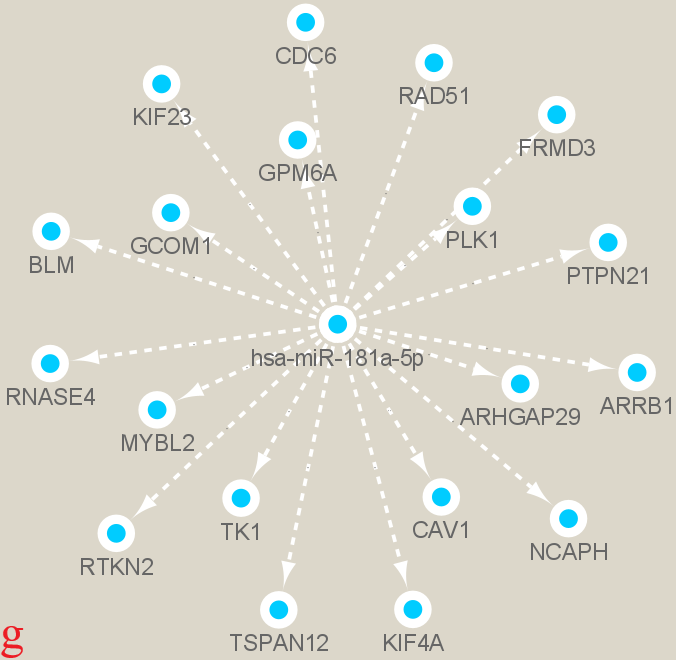 CDC6
RAD51
KIF23
FRMD3
GPM6A
PLK1
GCOM1
BLM
PTPN21
hsa-miR-181a-5p
RNASE4
ARRB1
ARHGAP29
MYBL2
TK1
CAV1
NCAPH
RTKN2
TSPAN12
KIF4A
g